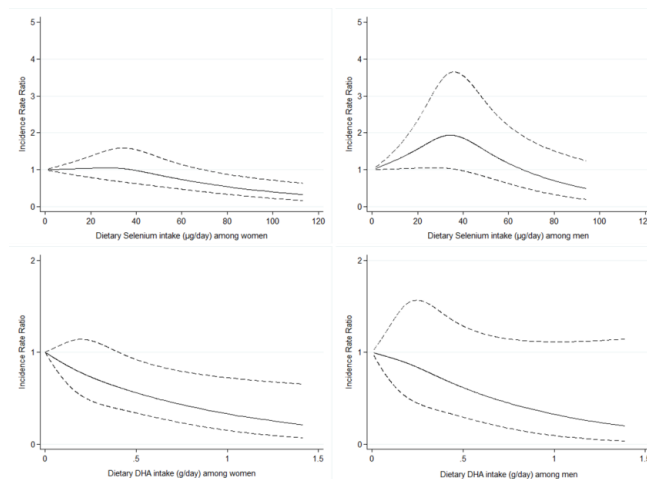 Incidence Rate Ratio
5
4
3
2
1
0
0 20 40 60 80 100 120
Dietary Selenium intake (µg/day) among women
Incidence Rate Ratio
5
4
3
2
1
0
0 20 40 60 80 100 120
Dietary Selenium intake (µg/day) among men
Incidence Rate Ratio
2
1
0
0 .5 1 1.5
Dietary DHA intake (g/day) among women
Incidence Rate Ratio
2
1
0
0 .5 1 1.5
Dietary DHA intake (g/day) among men